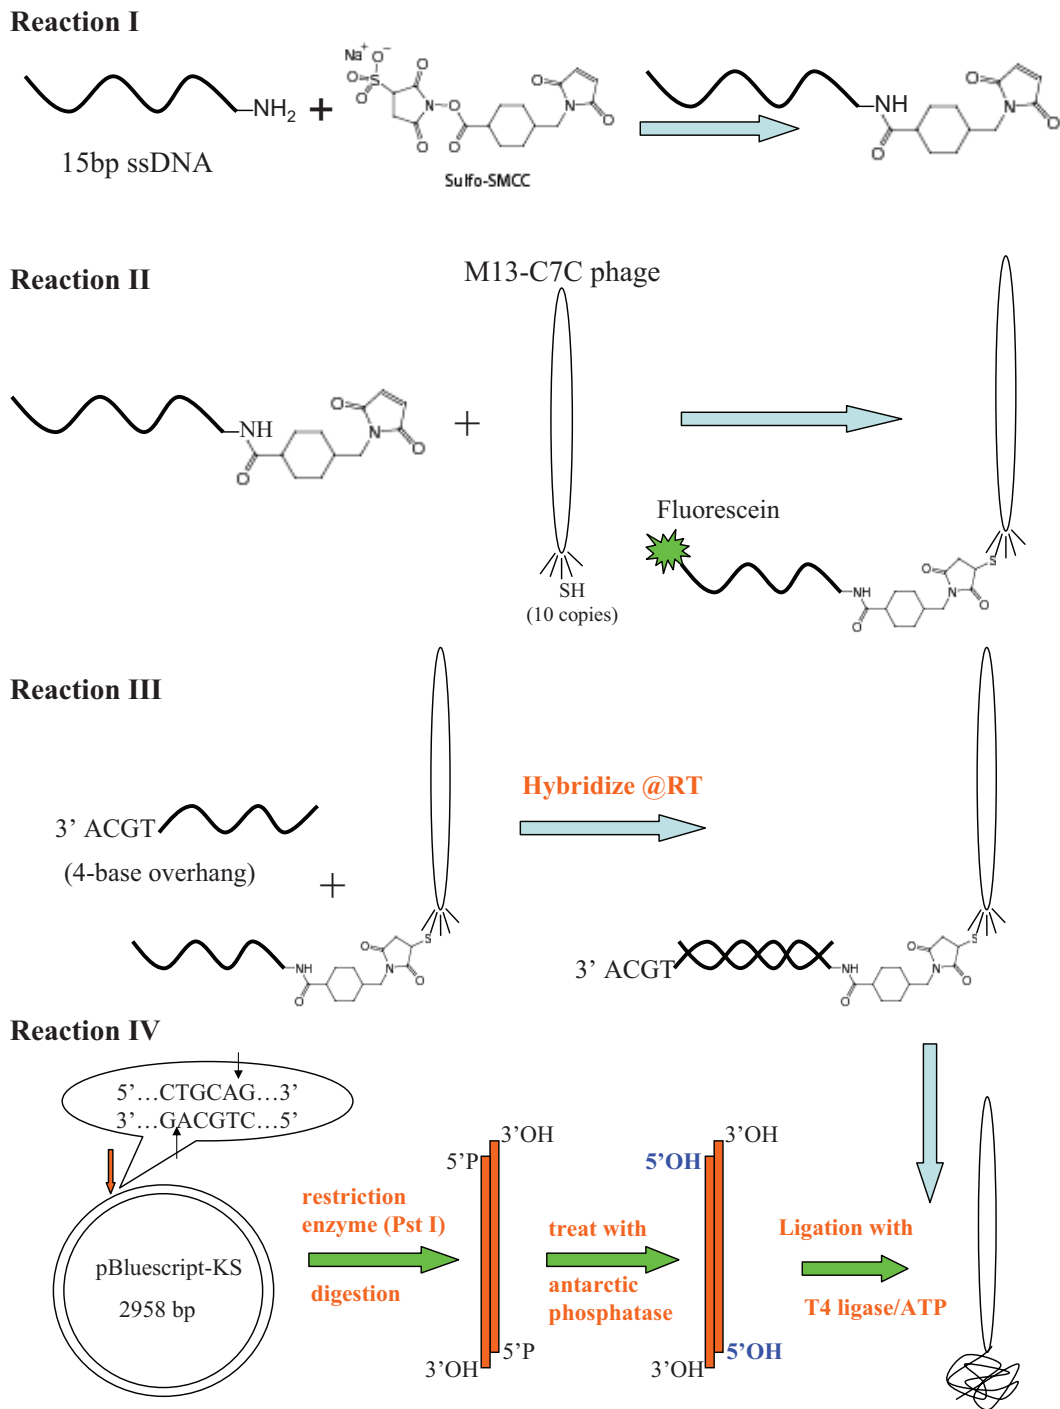 Reaction I
NH2
+
15bp ssDNA
Na+ O−
O S O
O
N O
O
O
O
N
O
Sulfo-SMCC
NH
O
O
N
O
Reaction II
M13-C7C phage
NH
O
O
N
O
+
SH
(10 copies)
Fluorescein
NH
O
O
N
O
S
Reaction III
3’ ACGT
(4-base overhang)
+
Hybridize @RT
NH
O
O
N
O
S
3’ ACGT
NH
O
O
N
O
S
Reaction IV
5’…CTGCAG…3’
3’…GACGTC…5’
pBluescript-KS
2958 bp
restriction
enzyme (Pst I)
digestion
3’OH
5’P
5’P
3’OH
treat with
antarctic
phosphatase
3’OH
5’OH
5’OH
3’OH
Ligation with
T4 ligase/ATP